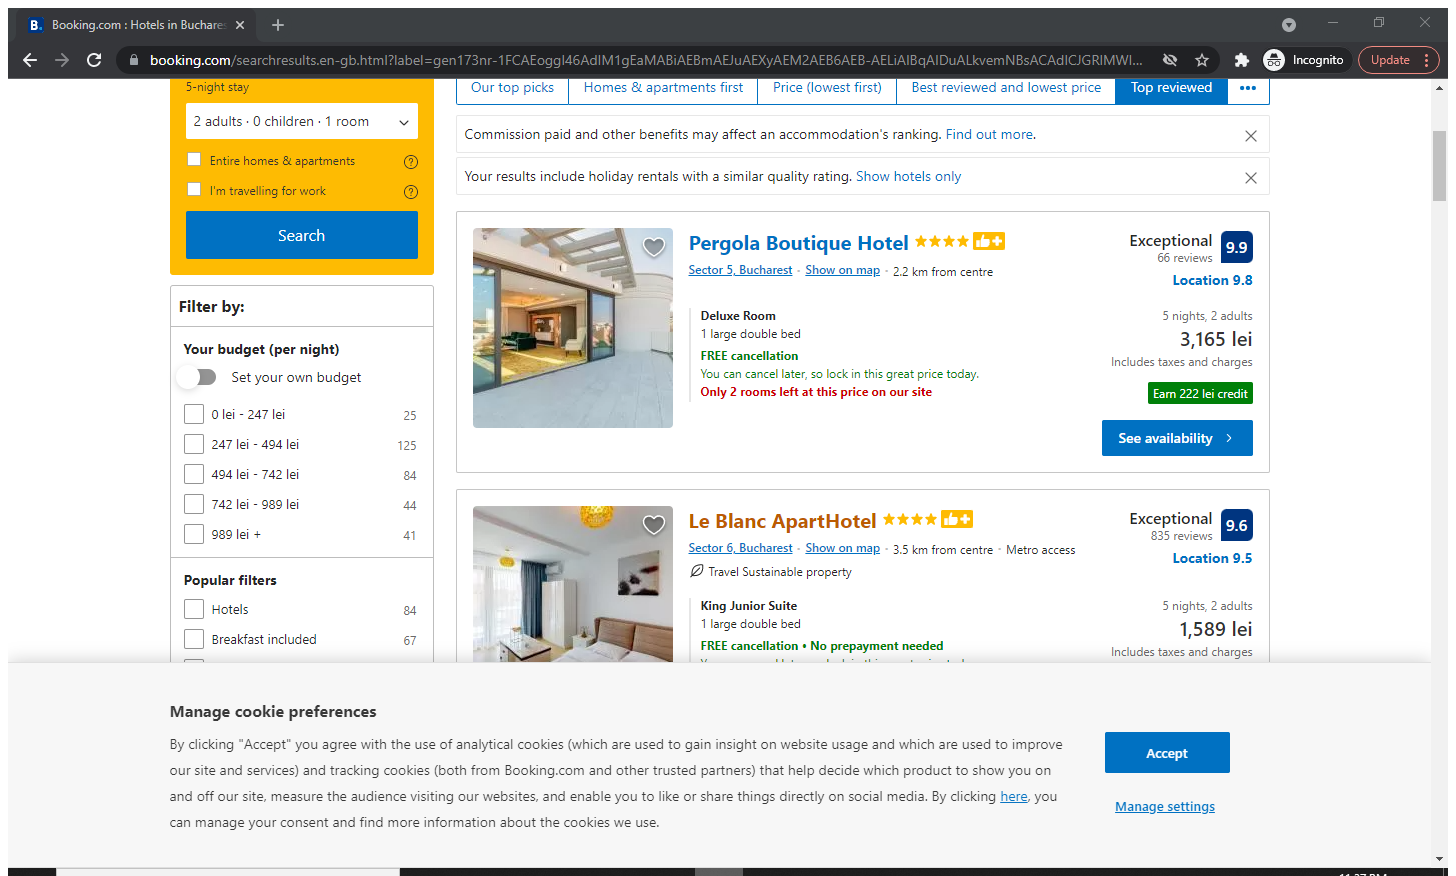 B. Booking.com : Hotels in Buchares
booking.com/searchresults.en-gb.html?label=gen173nr-1FCAEoggI46AdIM1gEaMABiAEBmAEJuAEXyAEM2AEB6AEB-AELiAIBqAIDuALkvemNBsACAdICJGRIMWI...
Incognito
Update
5-night stay
2 adults · 0 children · 1 room
Entire homes & apartments
I'm travelling for work
Search
Filter by:
Your budget (per night)
Set your own budget
0 lei - 247 lei 25
247 lei - 494 lei 125
494 lei - 742 lei 84
742 lei - 989 lei 44
989 lei + 41
Popular filters
Hotels 84
Breakfast included 67
Our top picks Homes & apartments first Price (lowest first) Best reviewed and lowest price Top reviewed •••
Commission paid and other benefits may affect an accommodation's ranking. Find out more.
Your results include holiday rentals with a similar quality rating. Show hotels only
Pergola Boutique Hotel
Sector 5, Bucharest · Show on map · 2.2 km from centre
Exceptional 9.9
66 reviews
Location 9.8
Deluxe Room
1 large double bed
FREE cancellation
You can cancel later, so lock in this great price today.
Only 2 rooms left at this price on our site
5 nights, 2 adults
3,165 lei
Includes taxes and charges
Earn 222 lei credit
See availability
Le Blanc ApartHotel
Sector 6, Bucharest · Show on map · 3.5 km from centre · Metro access
Travel Sustainable property
Exceptional 9.6
835 reviews
Location 9.5
King Junior Suite
1 large double bed
FREE cancellation • No prepayment needed
5 nights, 2 adults
1,589 lei
Includes taxes and charges
Manage cookie preferences
By clicking "Accept" you agree with the use of analytical cookies (which are used to gain insight on website usage and which are used to improve
our site and services) and tracking cookies (both from Booking.com and other trusted partners) that help decide which product to show you on
and off our site, measure the audience visiting our websites, and enable you to like or share things directly on social media. By clicking here, you
can manage your consent and find more information about the cookies we use.
Accept
Manage settings